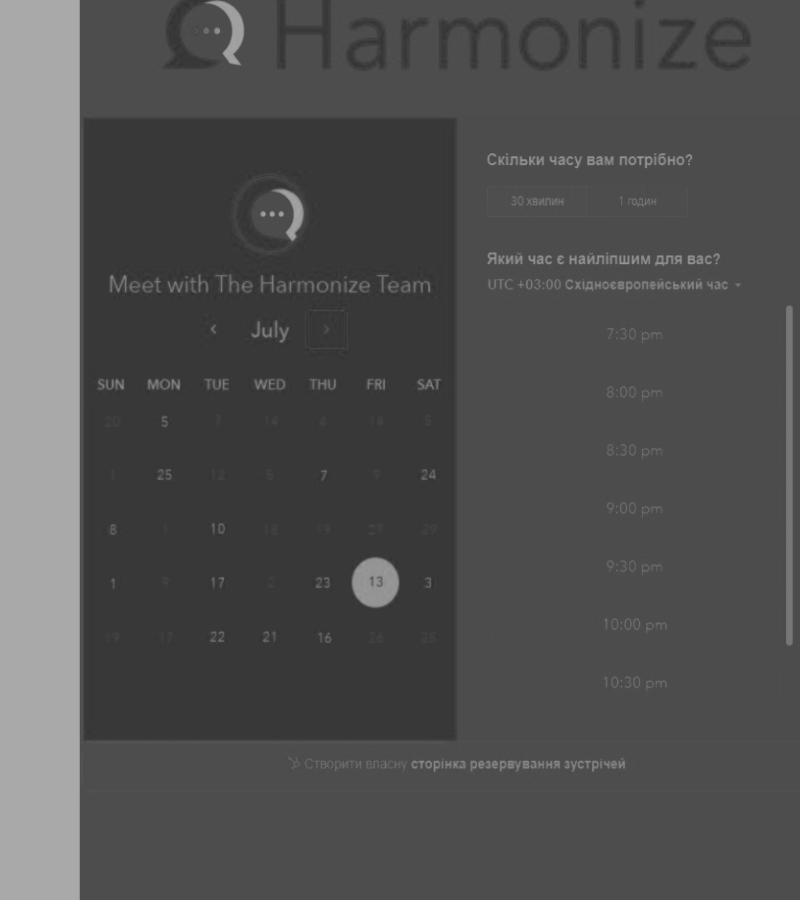 Harmonize
Meet with The Harmonize Team
July
SUN MON TUE WED THU FRI SAT
20 5 7 14 4 18 5
1 25 12 6 7 9 24
8 1 10 18 19 27 29
1 9 17 2 23 13 3
19 17 22 21 16 26 25
Скільки часу вам потрібно?
30 хвилин 1 годин
Який час є найліпшим для вас?
UTC +03:00 Східноєвропейський час
7:30 pm
8:00 pm
8:30 pm
9:00 pm
9:30 pm
10:00 pm
10:30 pm
Створити власну сторінка резервування зустрічей